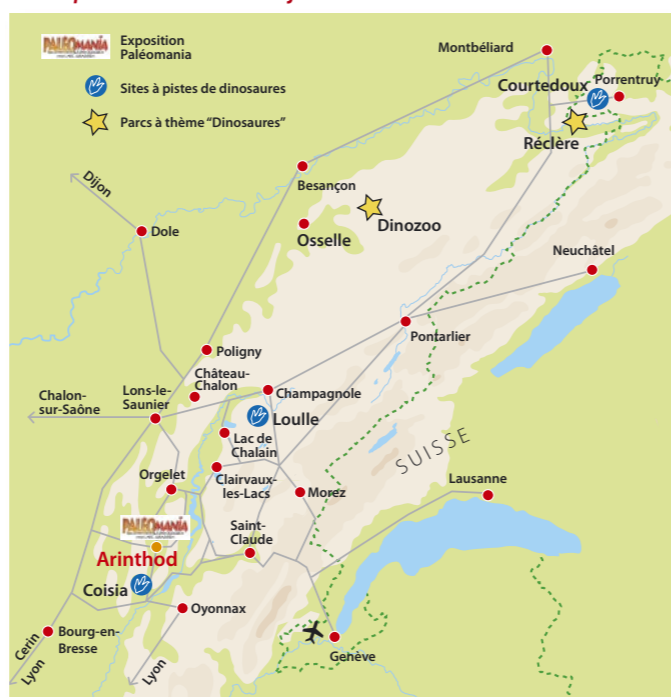 PALÉOMANIA
Exposition
Paléomania
Sites à pistes de dinosaures
Parcs à thème "Dinosaures"
Montbéliard
Courtedoux
Porrentruy
Réclère
Besançon
Dijon
Dole
Dinozoo
Osselle
Neuchâtel
Pontarlier
Poligny
Château-
Chalon
Chalon-
sur-Saône
Lons-le-
Saunier
Champagnole
Loulle
Lac de
Chalain
SUISSE
Orgelet
Clairvaux-
les-Lacs
Morez
Lausanne
PALÉOMANIA
Saint-
Claude
Arinthod
Coisia
Oyonnax
Cerin
Lyon
Bourg-en-
Bresse
Lyon
Genève